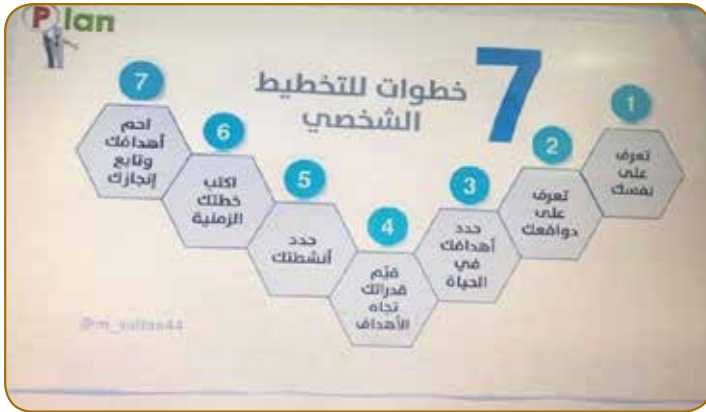 Plan
7
خطوات للتخطيط
الشخصي
1
تعرف
على
نفسك
2
تعرف
على
دوافعك
3
حدد
أهدافك
في
الحياة
4
قيّم
قدراتك
تجاه
الأهداف
5
حدد
أنشطتك
6
اكتب
خطتك
الزمنية
7
احم
أهدافك
وتابع
إنجازك
@m_sultan44